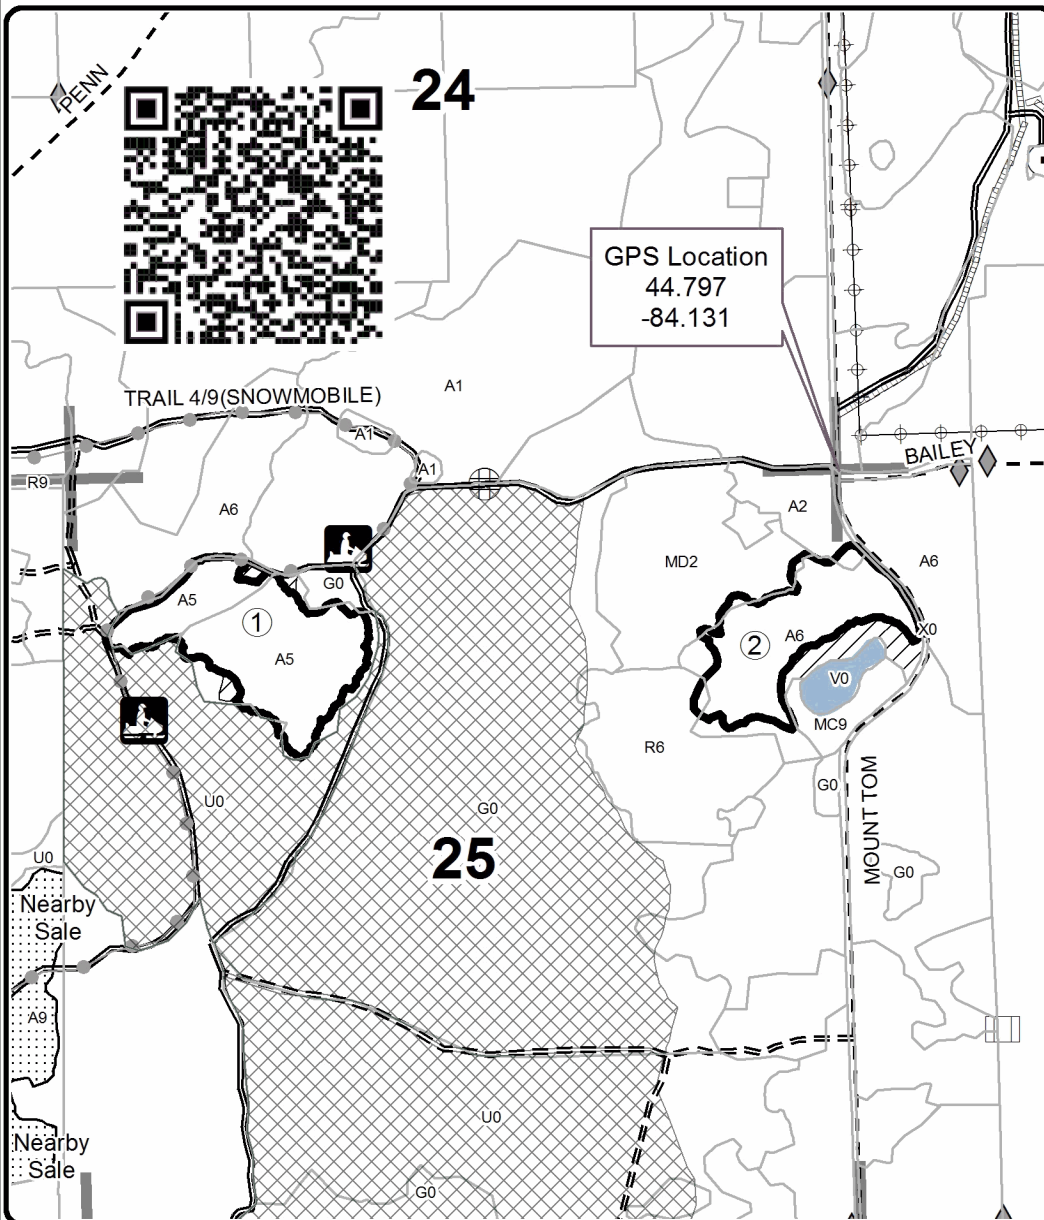 24
PENN
GPS Location
44.797
-84.131
A1
TRAIL 4/9(SNOWMOBILE)
A1
A1
BAILEY
R9
A6
A2
MD2
A6
G0
A5
1
A5
2
A6
X0
V0
MC9
R6
MOUNT TOM
G0
G0
U0
G0
25
U0
Nearby
Sale
A9
U0
Nearby
Sale
G0